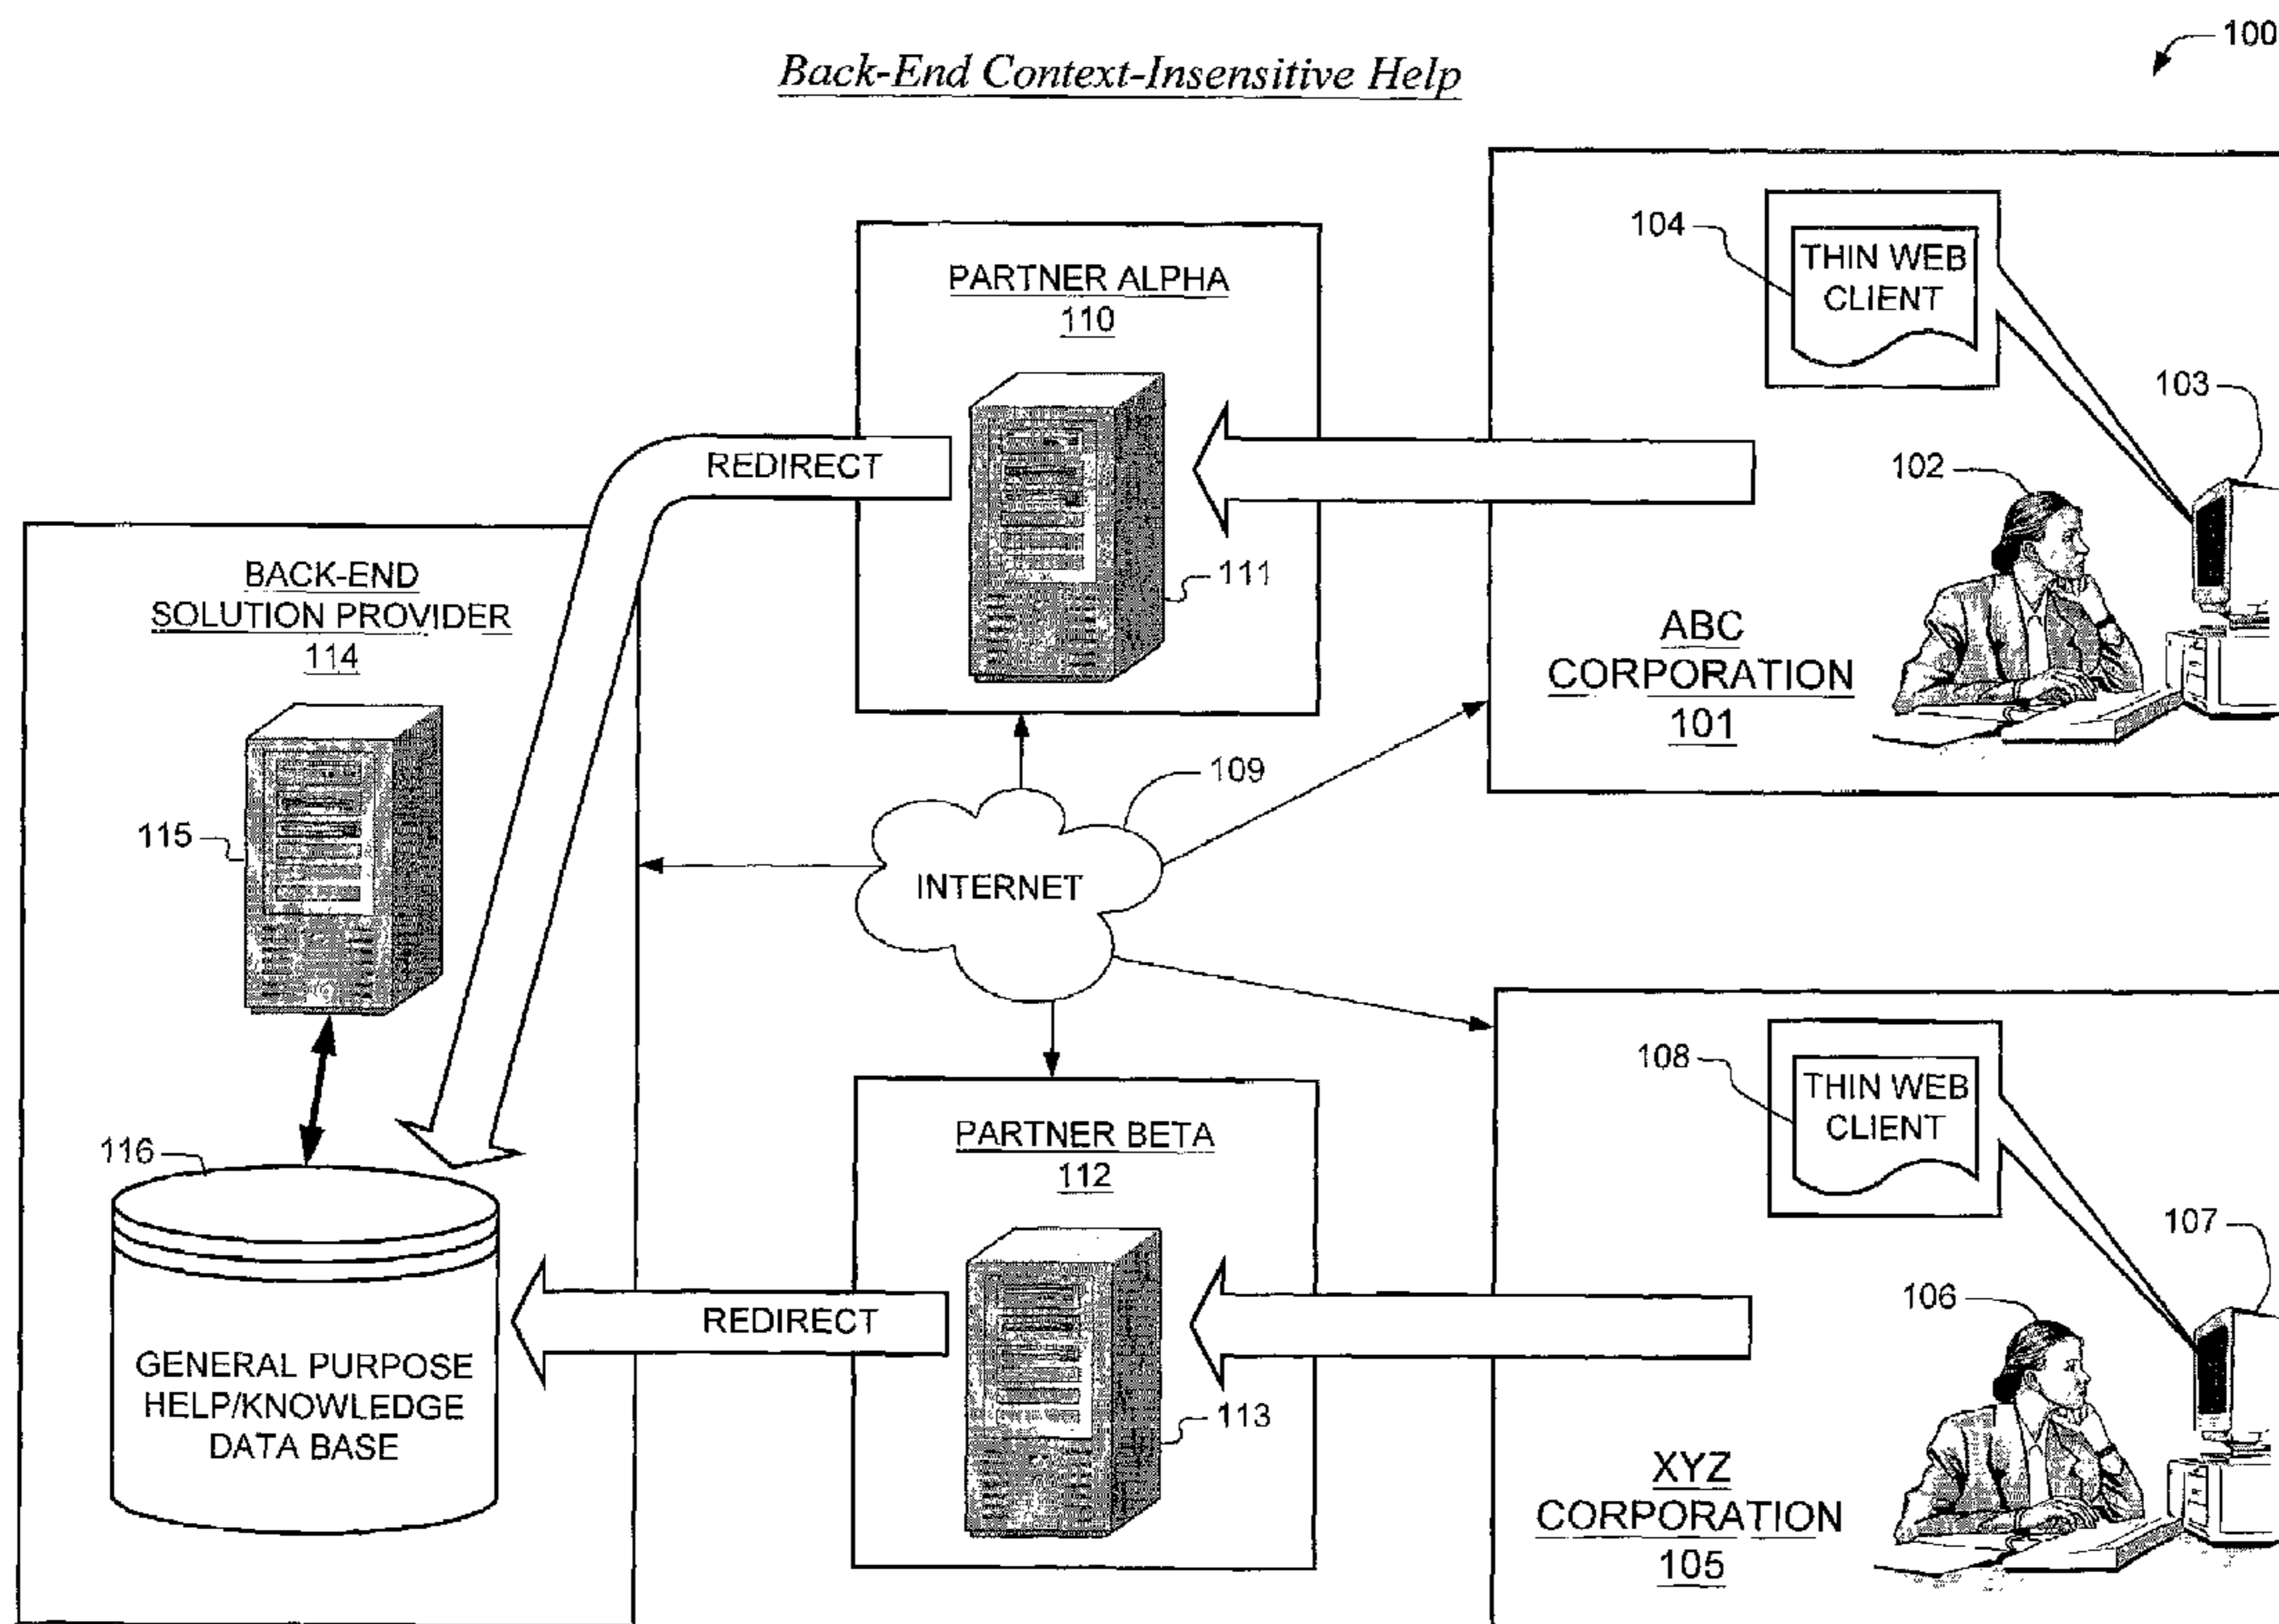 100
Back-End Context-Insensitive Help
PARTNER ALPHA
110
111
REDIRECT
104
THIN WEB
CLIENT
103
102
ABC
CORPORATION
101
BACK-END
SOLUTION PROVIDER
114
115
109
INTERNET
116
GENERAL PURPOSE
HELP/KNOWLEDGE
DATA BASE
PARTNER BETA
112
REDIRECT
113
108
THIN WEB
CLIENT
107
106
XYZ
CORPORATION
105